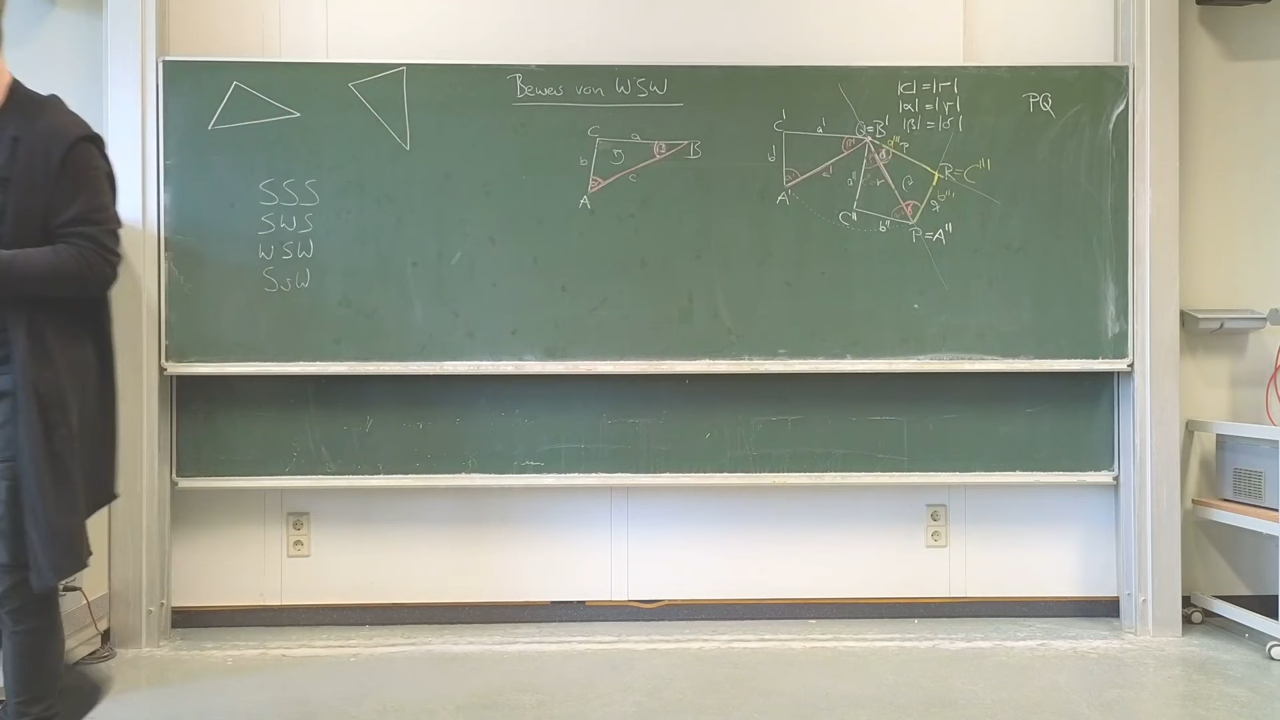 Beweis von WSW
|c| = |r|
|α| = |γ|
|β| = |δ|
PQ
SSS
SWS
WSW
SsW
C
a
B
b
c
A
C'
a'
Q=B'
b'
A'
a''
C''
b''
P=A''
r
a'''
p
R=C'''
b'''
q